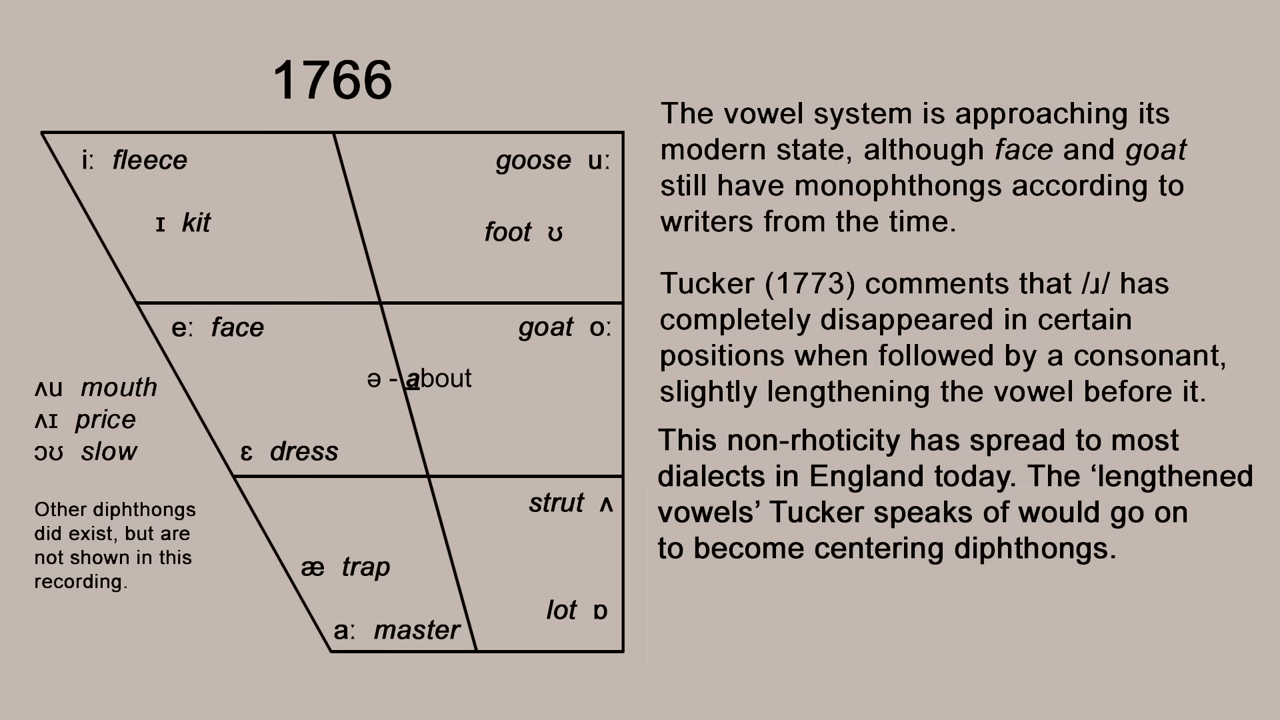 1766
iː fleece
goose uː
ɪ kit
foot ʊ
eː face
goat oː
ə - about
ʌu mouth
ʌɪ price
ɔʊ slow
ɛ dress
strut ʌ
Other diphthongs
did exist, but are
not shown in this
recording.
æ trap
lot ɒ
aː master
The vowel system is approaching its
modern state, although face and goat
still have monophthongs according to
writers from the time.
Tucker (1773) comments that /ɹ/ has
completely disappeared in certain
positions when followed by a consonant,
slightly lengthening the vowel before it.
This non-rhoticity has spread to most
dialects in England today. The ‘lengthened
vowels’ Tucker speaks of would go on
to become centering diphthongs.